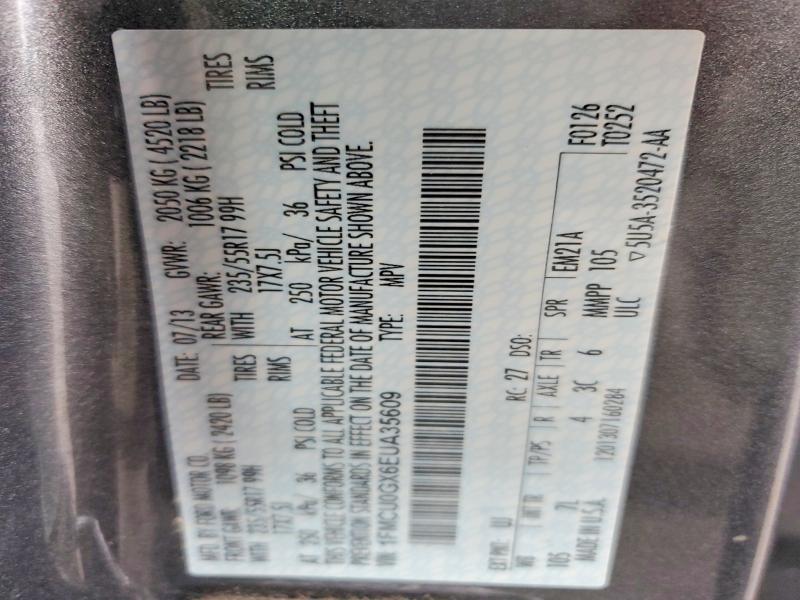 MFD. BY FORD MOTOR CO.
DATE: 07/13 GVWR: 2050 KG ( 4520 LB)
FRONT GAWR: 1098 KG ( 2420 LB) REAR GAWR: 1006 KG ( 2218 LB)
WITH 235/55R17 99H TIRES WITH 235/55R17 99H TIRES
17X7.5J RIMS 17X7.5J RIMS
AT 250 kPa/ 36 PSI COLD AT 250 kPa/ 36 PSI COLD
THIS VEHICLE CONFORMS TO ALL APPLICABLE FEDERAL MOTOR VEHICLE SAFETY AND THEFT
PREVENTION STANDARDS IN EFFECT ON THE DATE OF MANUFACTURE SHOWN ABOVE.
VIN: 1FMCU0GX6EUA35609 TYPE: MPV
EXT PNT: UJ RC: 27 DSO: F0126
WB INT TR TP/PS R AXLE TR SPR EM21A T0252
105 7L 4 3C 6 MMPP 105
MADE IN U.S.A. 1201307160284 ULC ▽5U5A-3520472-AA